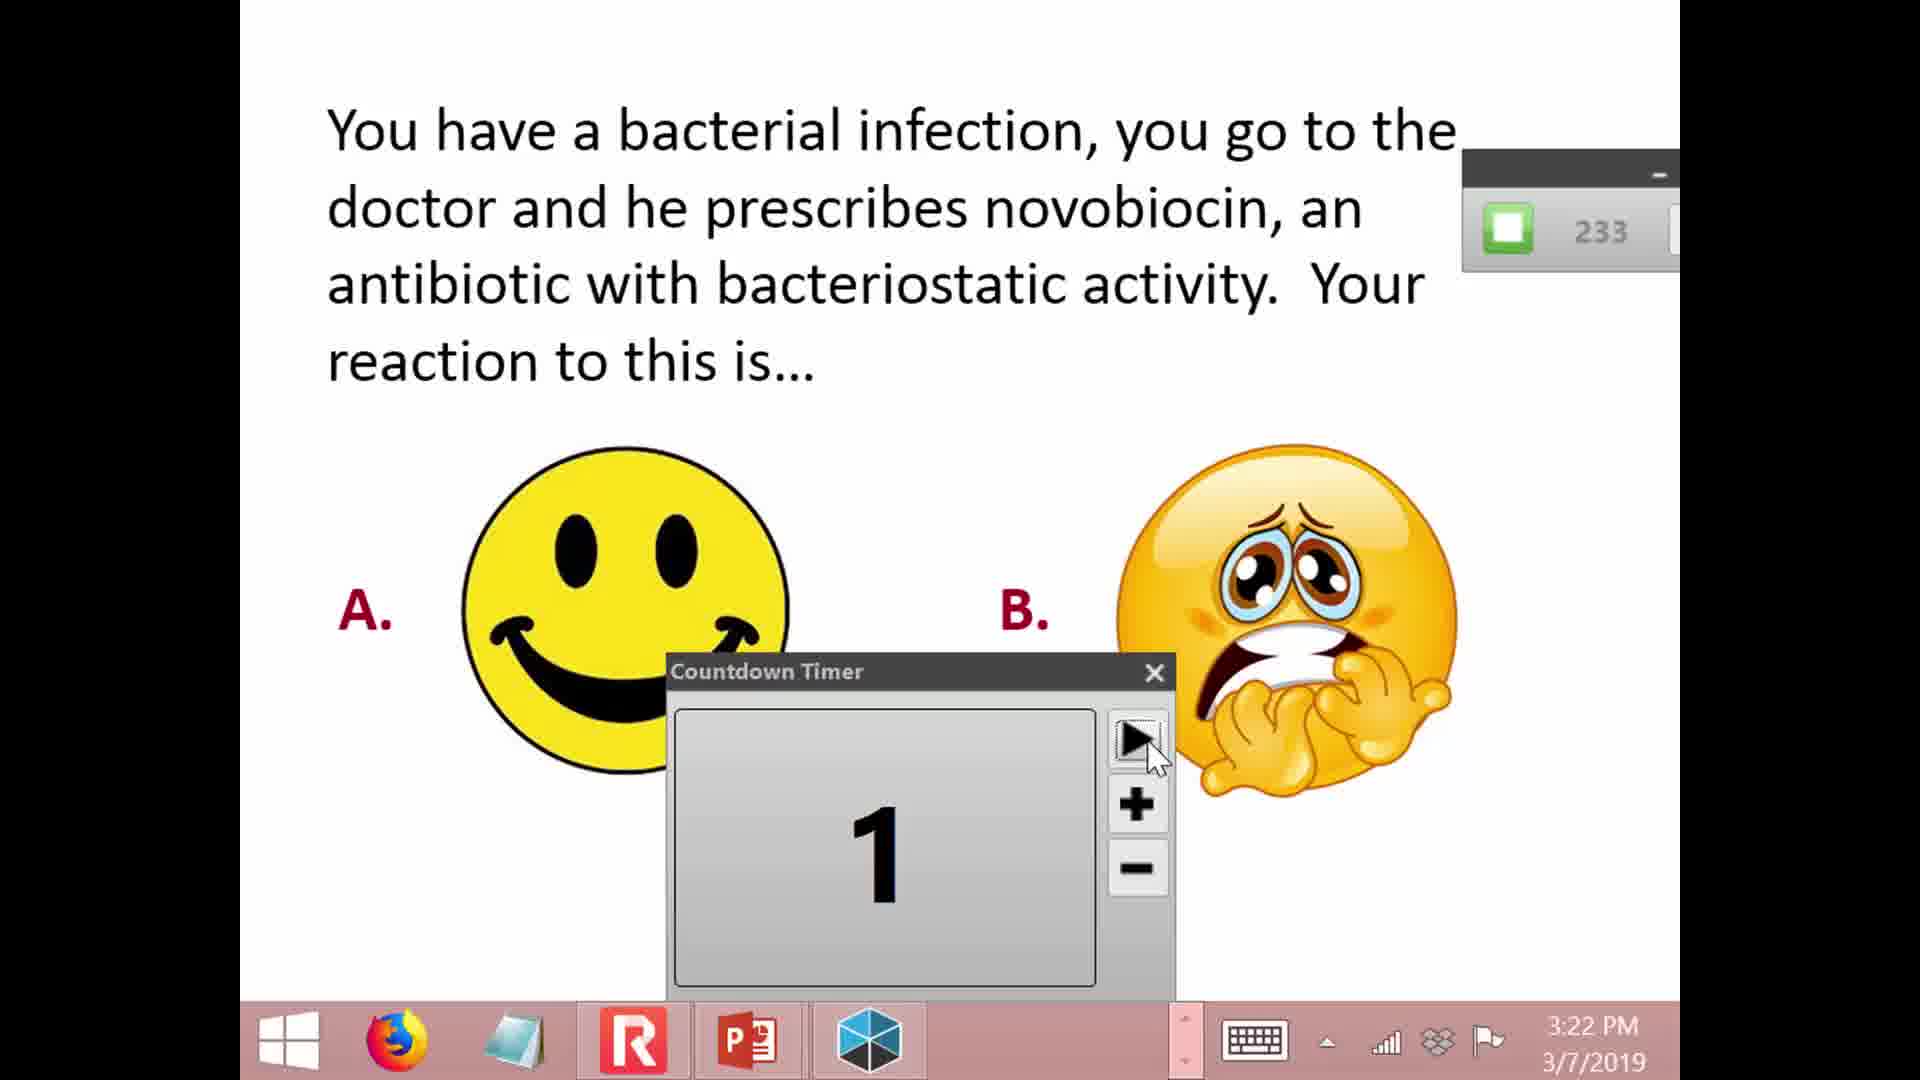 You have a bacterial infection, you go to the
doctor and he prescribes novobiocin, an
antibiotic with bacteriostatic activity.  Your
reaction to this is...
233
A.
B.
Countdown Timer
1
R
P
3:22 PM
3/7/2019